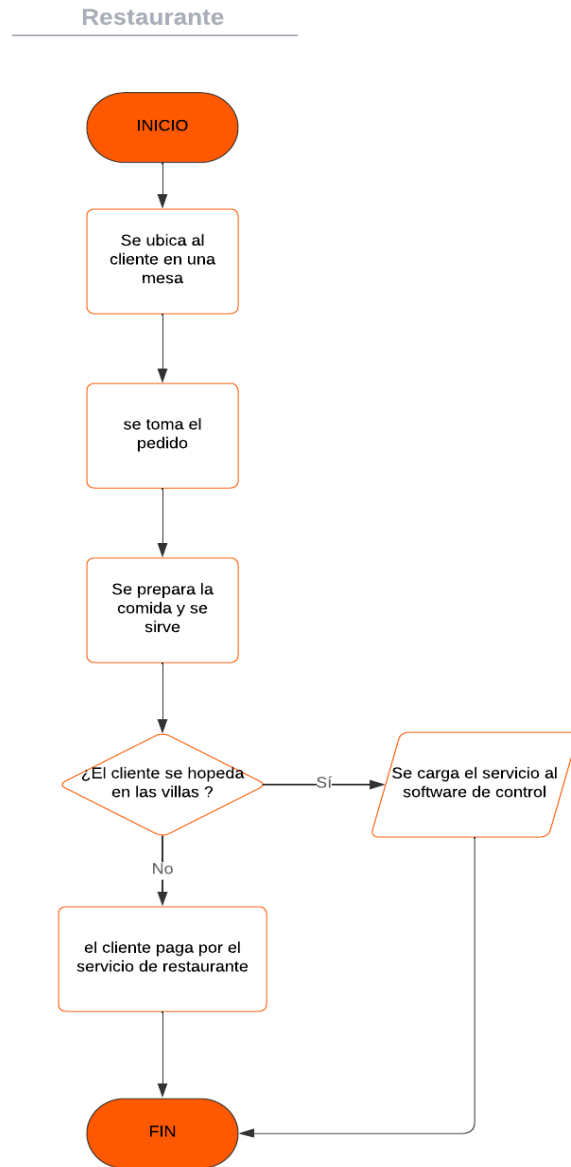 Restaurante
INICIO
Se ubica al
cliente en una
mesa
se toma el
pedido
Se prepara la
comida y se
sirve
¿El cliente se hopeda
en las villas ?
Sí
Se carga el servicio al
software de control
No
el cliente paga por el
servicio de restaurante
FIN